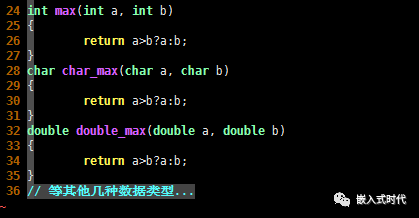 24 int max(int a, int b)
25 {
26         return a>b?a:b;
27 }
28 char char_max(char a, char b)
29 {
30         return a>b?a:b;
31 }
32 double double_max(double a, double b)
33 {
34         return a>b?a:b;
35 }
36 // 等其他几种数据类型...
~
嵌入式时代